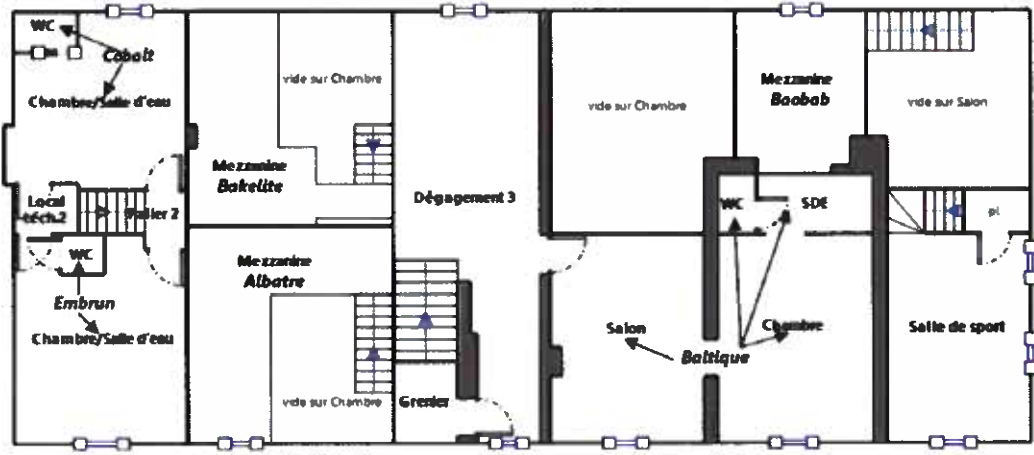 WC
Cobalt
Chambre/Salle d'eau
vide sur Chambre
Mezzanine
Bakelite
vide sur Chambre
Mezzanine
Baobab
vide sur Salon
Local
téch.2
Palier 2
Dégagement 3
WC
SDE
pl
WC
Embrun
Chambre/Salle d'eau
Mezzanine
Albatre
vide sur Chambre
Grenier
Salon
Baltique
Chambre
Salle de sport